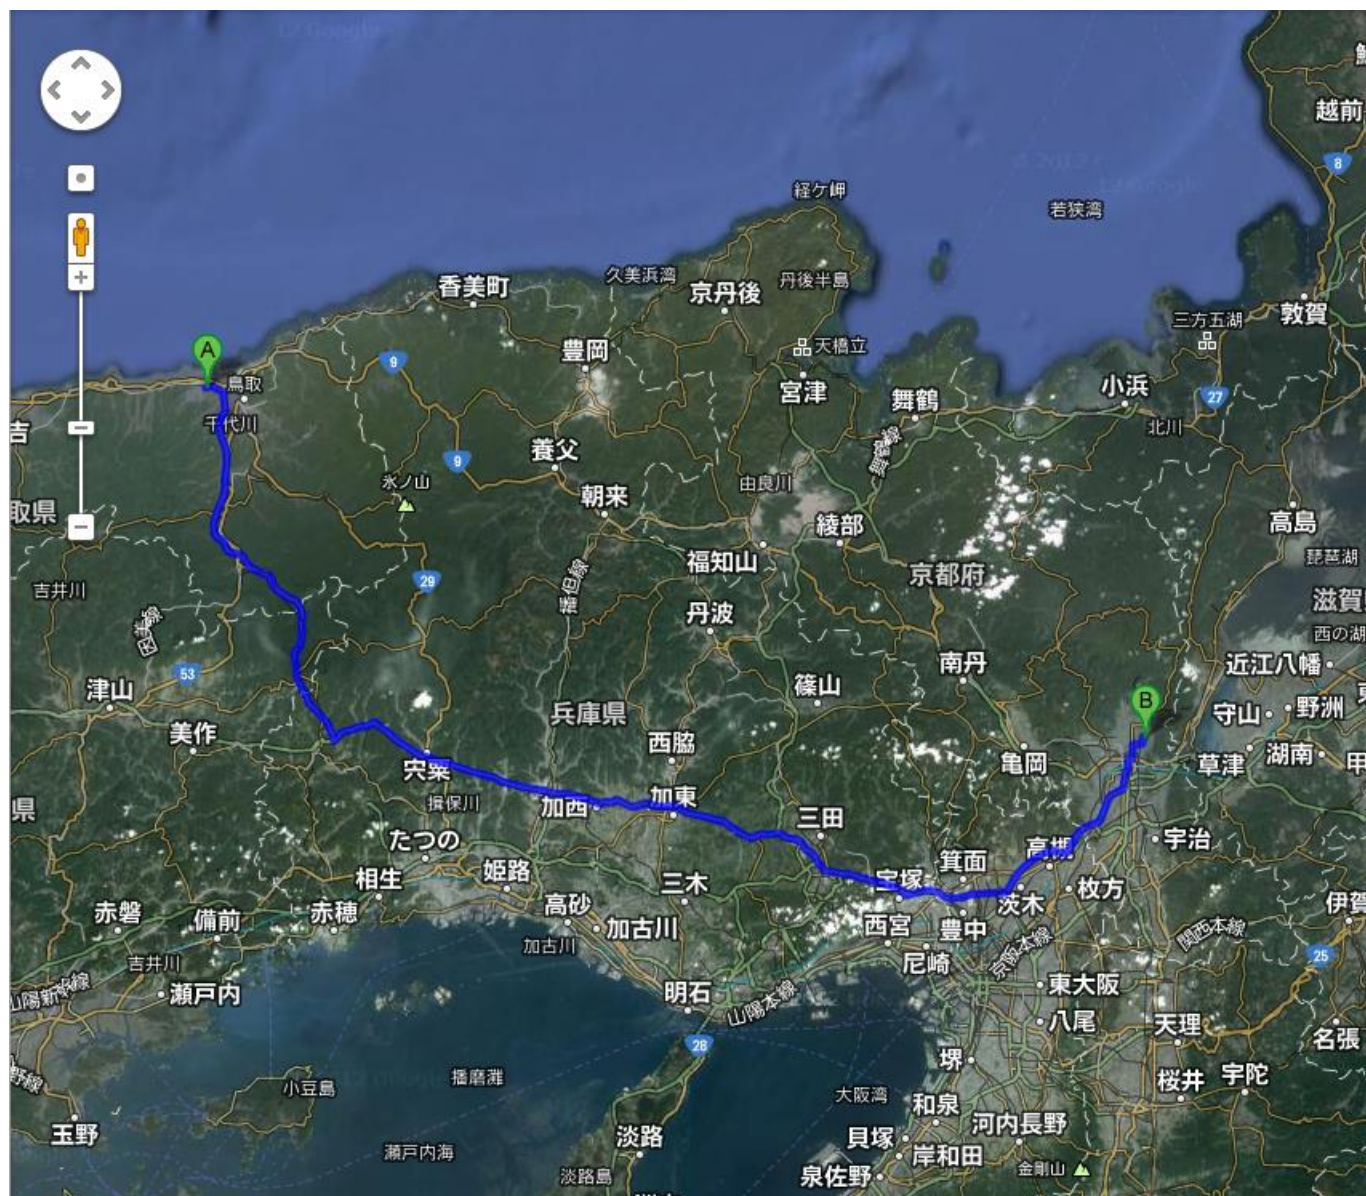 越前
8
経ケ岬
若狭湾
久美浜湾
丹後半島
香美町
京丹後
敦賀
三方五湖
A
9
豊岡
天橋立
鳥取
宮津
舞鶴
小浜
27
千代川
北川
吉
養父
舞鶴線
9
氷ノ山
朝来
由良川
取県
綾部
高島
福知山
琵琶湖
29
播但線
京都府
吉井川
滋賀
丹波
因美線
西の湖
53
南丹
近江八幡
津山
篠山
B
兵庫県
守山
野洲
美作
西脇
亀岡
草津
湖南
甲
宍粟
県
揖保川
加西
加東
三田
たつの
高槻
宇治
箕面
相生
姫路
三木
宝塚
枚方
茨木
赤磐
備前
赤穂
高砂
加古川
西宮
豊中
伊賀
加古川
関西本線
京阪本線
25
吉井川
尼崎
山陽新幹線
瀬戸内
明石
山陽本線
東大阪
八尾
天理
名張
28
堺
野線
小豆島
播磨灘
大阪湾
桜井
宇陀
和泉
玉野
淡路
貝塚
河内長野
瀬戸内海
岸和田
淡路島
泉佐野
金剛山